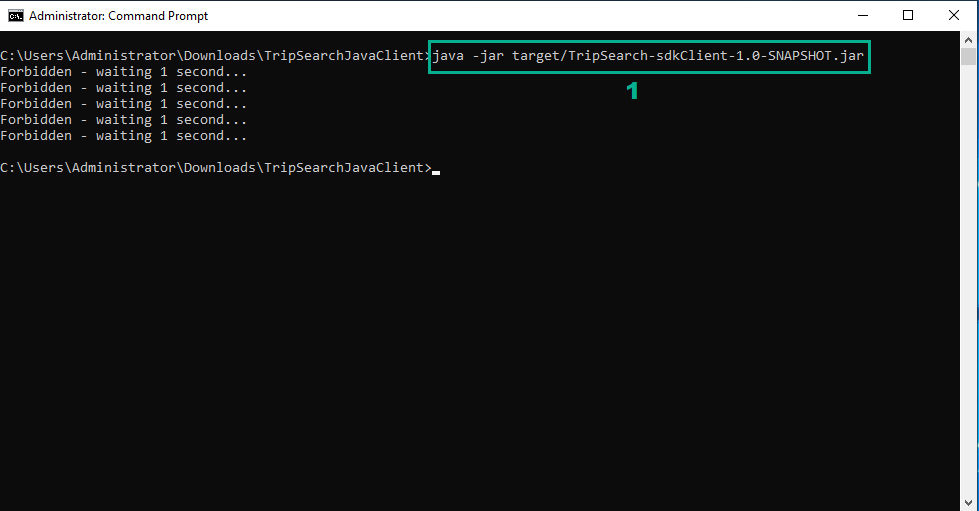 Administrator: Command Prompt
C:\Users\Administrator\Downloads\TripSearchJavaClient>java -jar target/TripSearch-sdkClient-1.0-SNAPSHOT.jar
Forbidden - waiting 1 second...
Forbidden - waiting 1 second...
Forbidden - waiting 1 second...
Forbidden - waiting 1 second...
Forbidden - waiting 1 second...
1
C:\Users\Administrator\Downloads\TripSearchJavaClient>